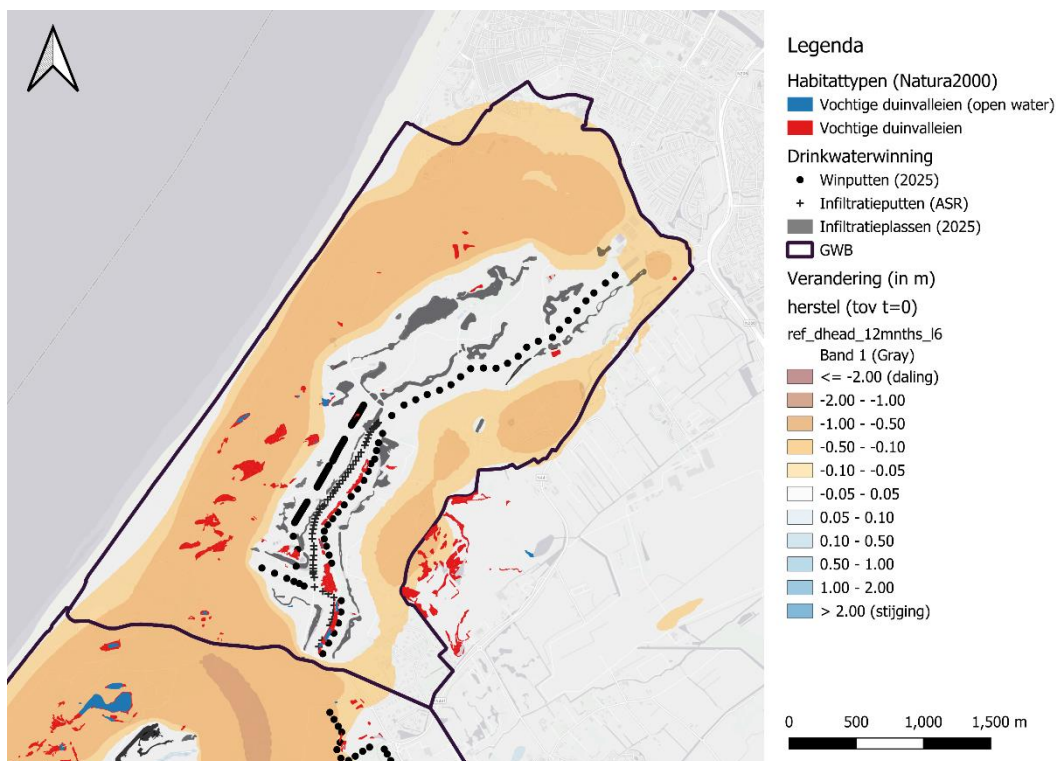 Legenda
Habitattypen (Natura2000)
Vochtige duinvalleien (open water)
Vochtige duinvalleien
Drinkwaterwinning
Winputten (2025)
Infiltratieputten (ASR)
Infiltratieplassen (2025)
GWB
Verandering (in m)
herstel (tov t=0)
ref_dhead_12mnths_l6
Band 1 (Gray)
<= -2.00 (daling)
-2.00 - -1.00
-1.00 - -0.50
-0.50 - -0.10
-0.10 - -0.05
-0.05 - 0.05
0.05 - 0.10
0.10 - 0.50
0.50 - 1.00
1.00 - 2.00
> 2.00 (stijging)
0 500 1,000 1,500 m